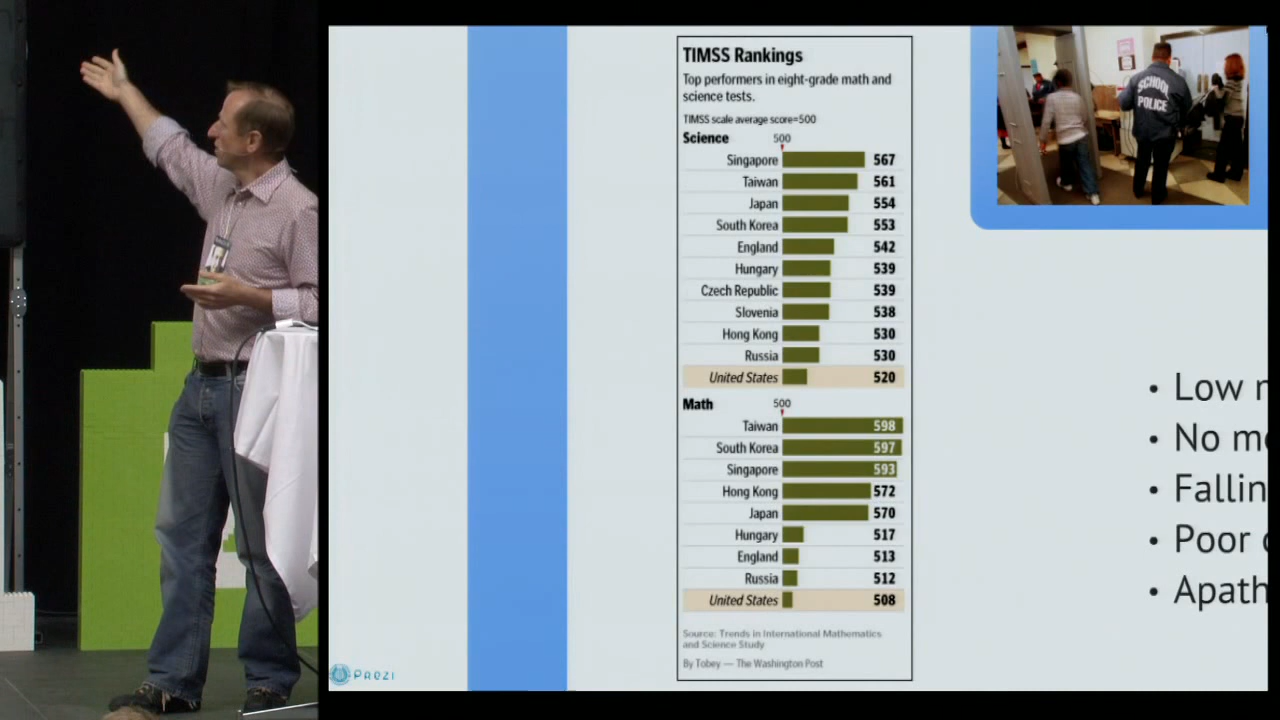 TIMSS Rankings
Top performers in eight-grade math and
science tests.
TIMSS scale average score=500
Science 500
Singapore 567
Taiwan 561
Japan 554
South Korea 553
England 542
Hungary 539
Czech Republic 539
Slovenia 538
Hong Kong 530
Russia 530
United States 520
Math 500
Taiwan 598
South Korea 597
Singapore 593
Hong Kong 572
Japan 570
Hungary 517
England 513
Russia 512
United States 508
Source: Trends in International Mathematics
and Science Study
By Tobey — The Washington Post
SCHOOL
POLICE
• Low
• No
•
• Poor
•
PREZI